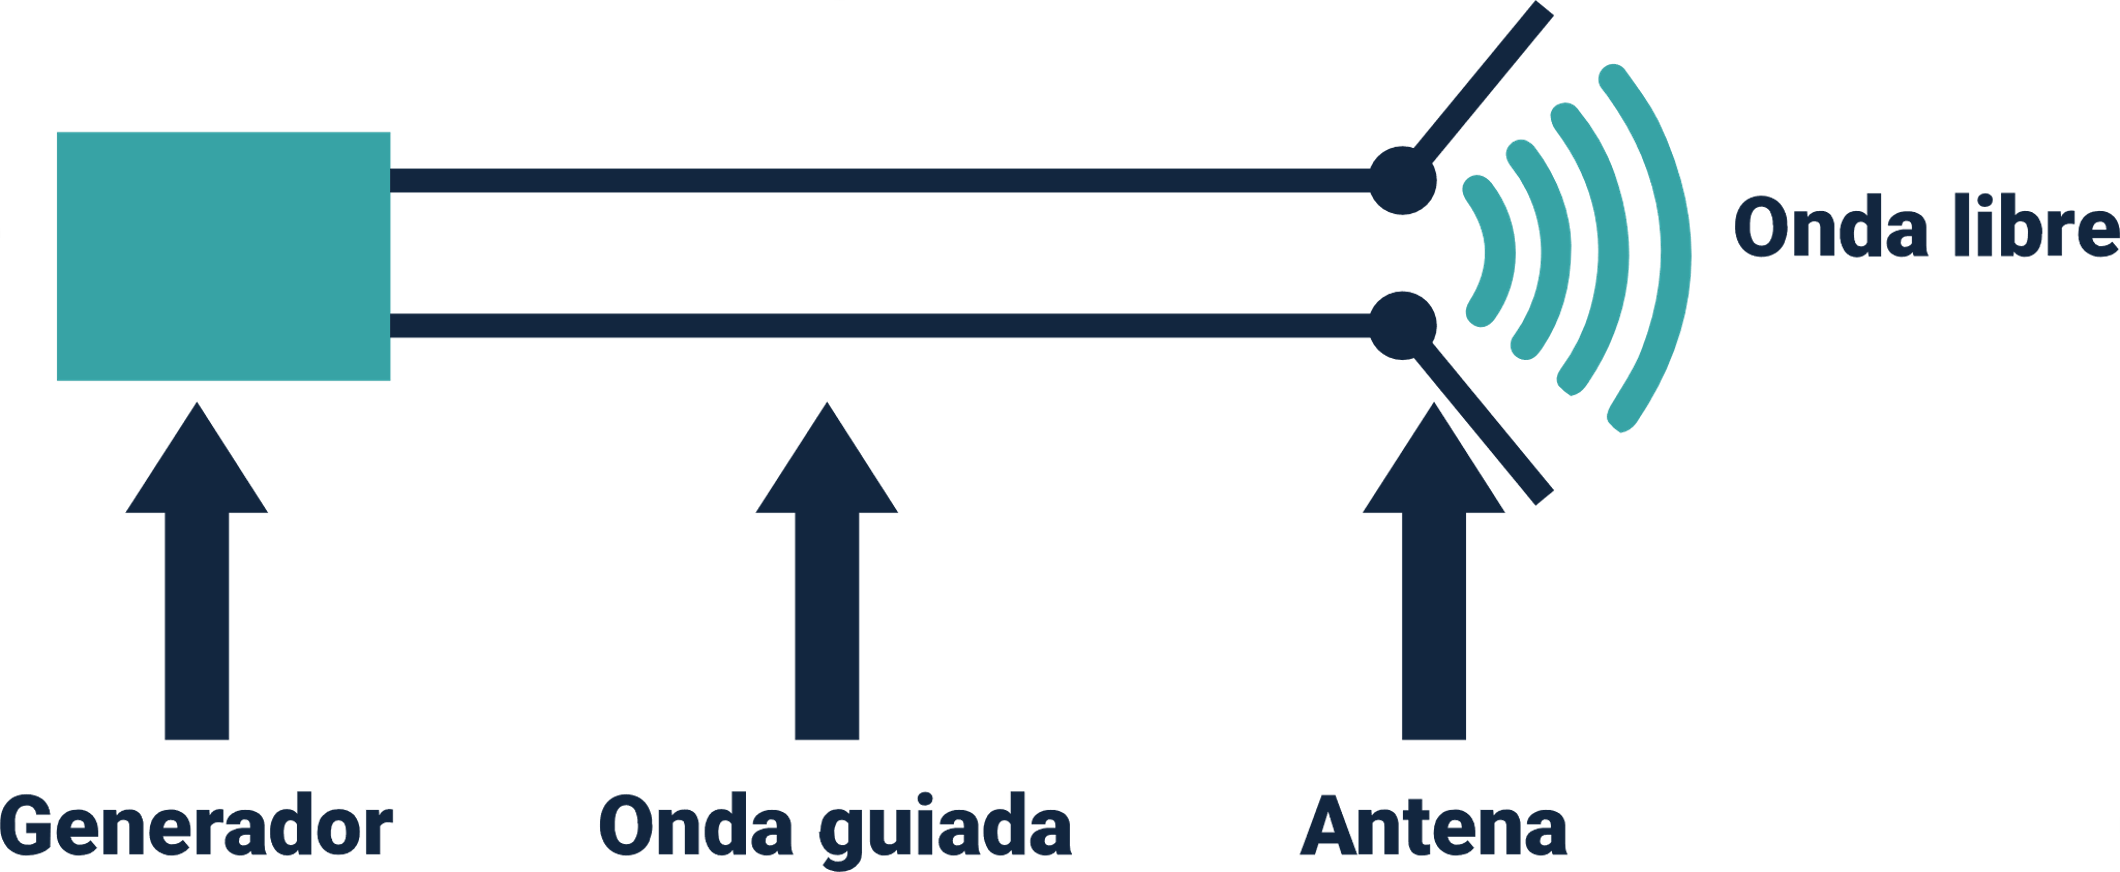 Onda libre
Generador
Onda guiada
Antena